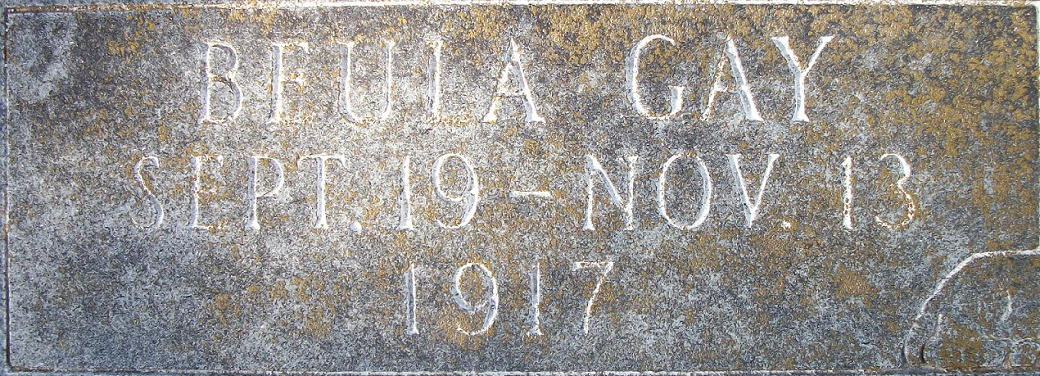 BEULA GAY
SEPT. 19 - NOV. 13
1917